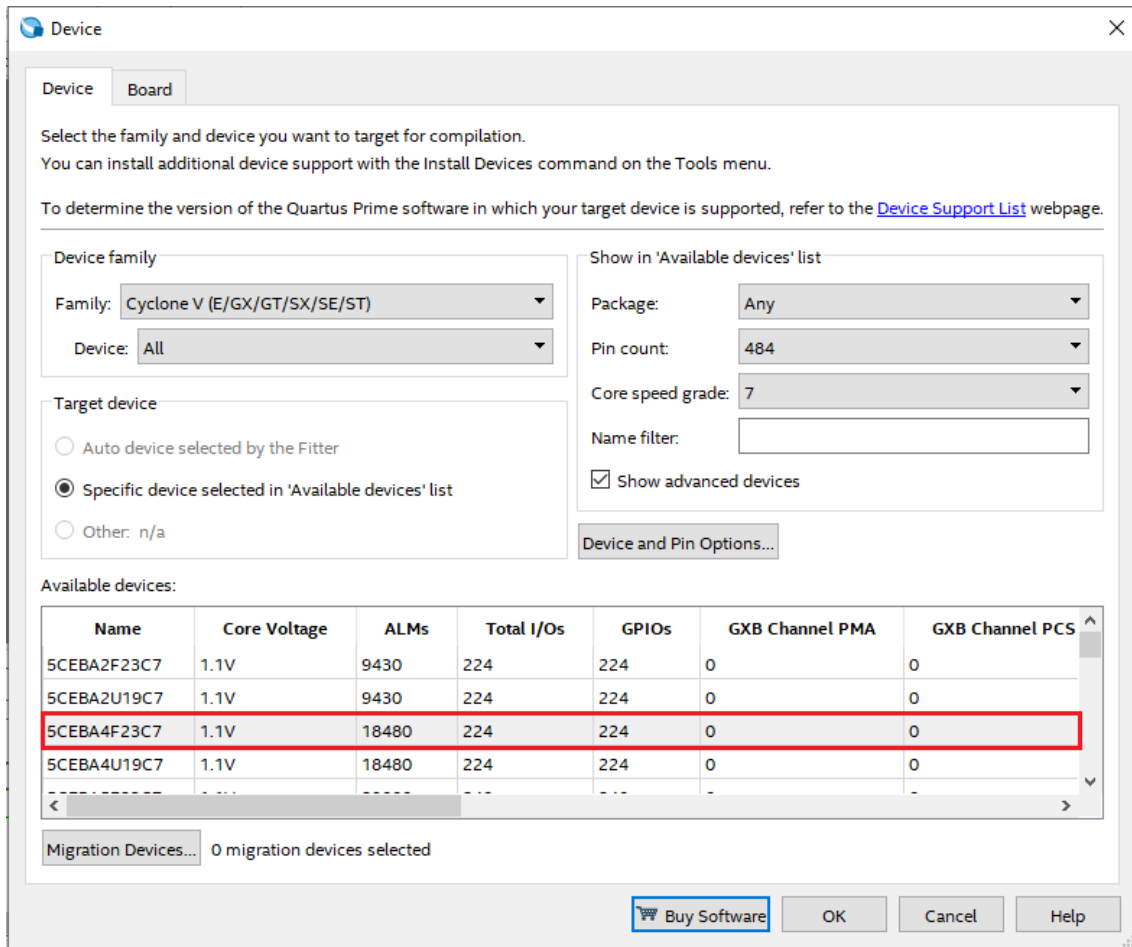 Device
Device Board
Select the family and device you want to target for compilation.
You can install additional device support with the Install Devices command on the Tools menu.
To determine the version of the Quartus Prime software in which your target device is supported, refer to the Device Support List webpage.
Device family
Family: Cyclone V (E/GX/GT/SX/SE/ST)
Device: All
Target device
Auto device selected by the Fitter
Specific device selected in 'Available devices' list
Other: n/a
Show in 'Available devices' list
Package: Any
Pin count: 484
Core speed grade: 7
Name filter:
Show advanced devices
Device and Pin Options...
Available devices:
Name Core Voltage ALMs Total I/Os GPIOs GXB Channel PMA GXB Channel PCS
5CEBA2F23C7 1.1V 9430 224 224 0 0
5CEBA2U19C7 1.1V 9430 224 224 0 0
5CEBA4F23C7 1.1V 18480 224 224 0 0
5CEBA4U19C7 1.1V 18480 224 224 0 0
Migration Devices... 0 migration devices selected
Buy Software OK Cancel Help